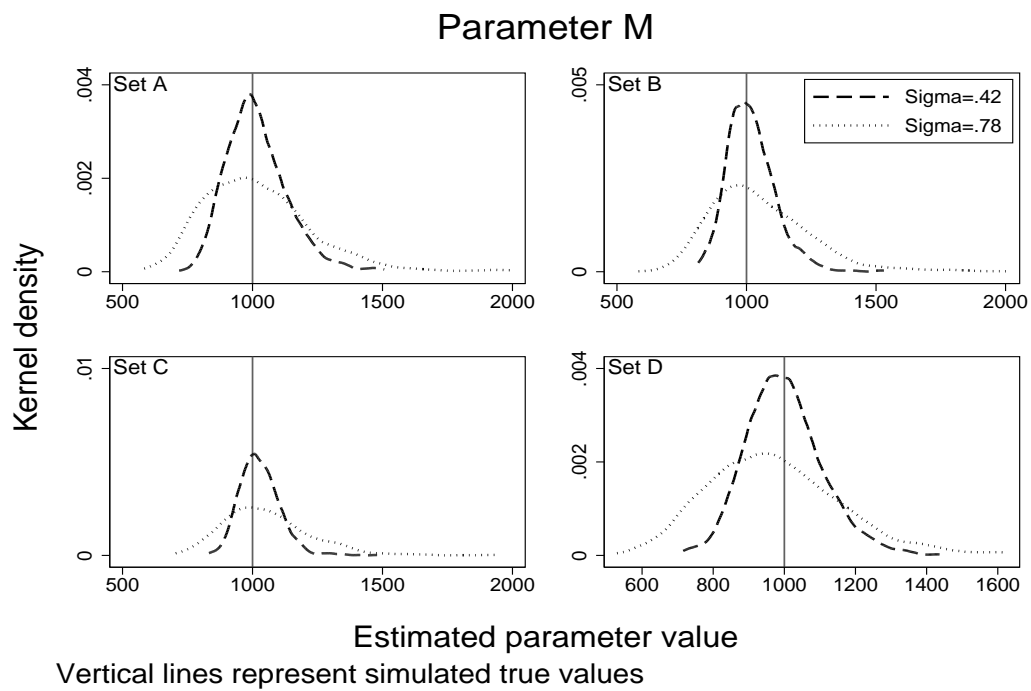 Parameter M
Set A
.004
.002
0
500 1000 1500 2000
Set B
.005
0
500 1000 1500 2000
Sigma=.42
Sigma=.78
Set C
.01
0
500 1000 1500 2000
Set D
.004
.002
0
600 800 1000 1200 1400 1600
Kernel density
Estimated parameter value
Vertical lines represent simulated true values